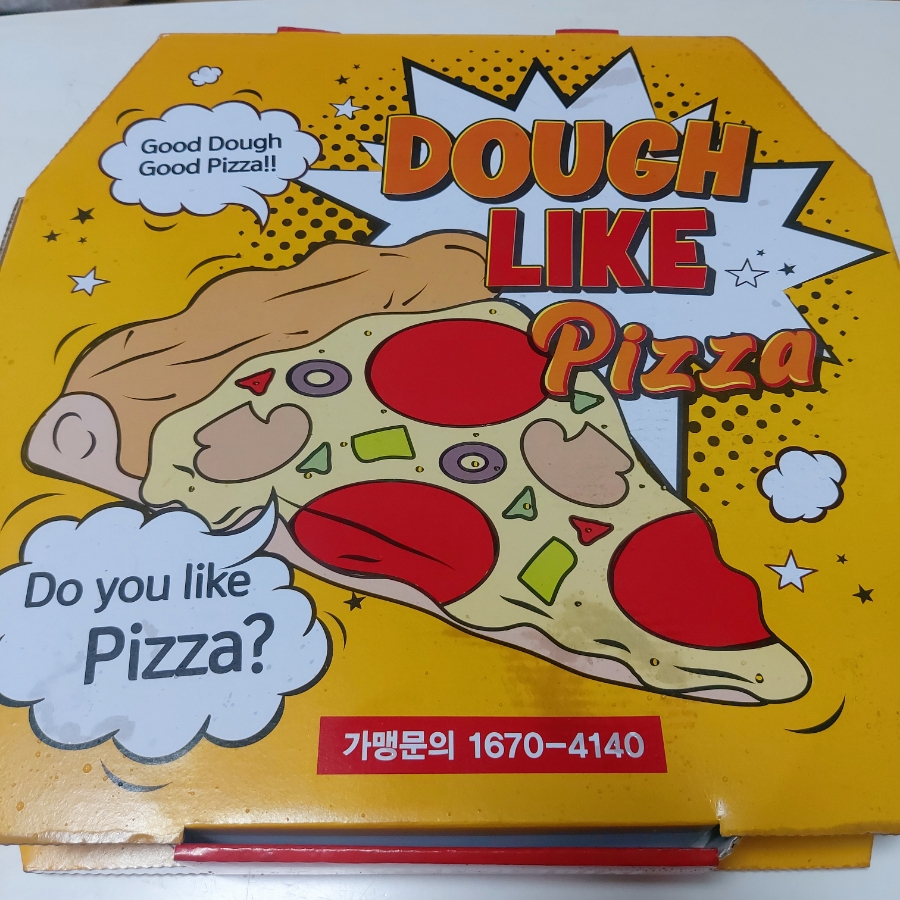 Good Dough
Good Pizza!!
DOUGH
LIKE
Pizza
Do you like
Pizza?
가맹문의 1670-4140